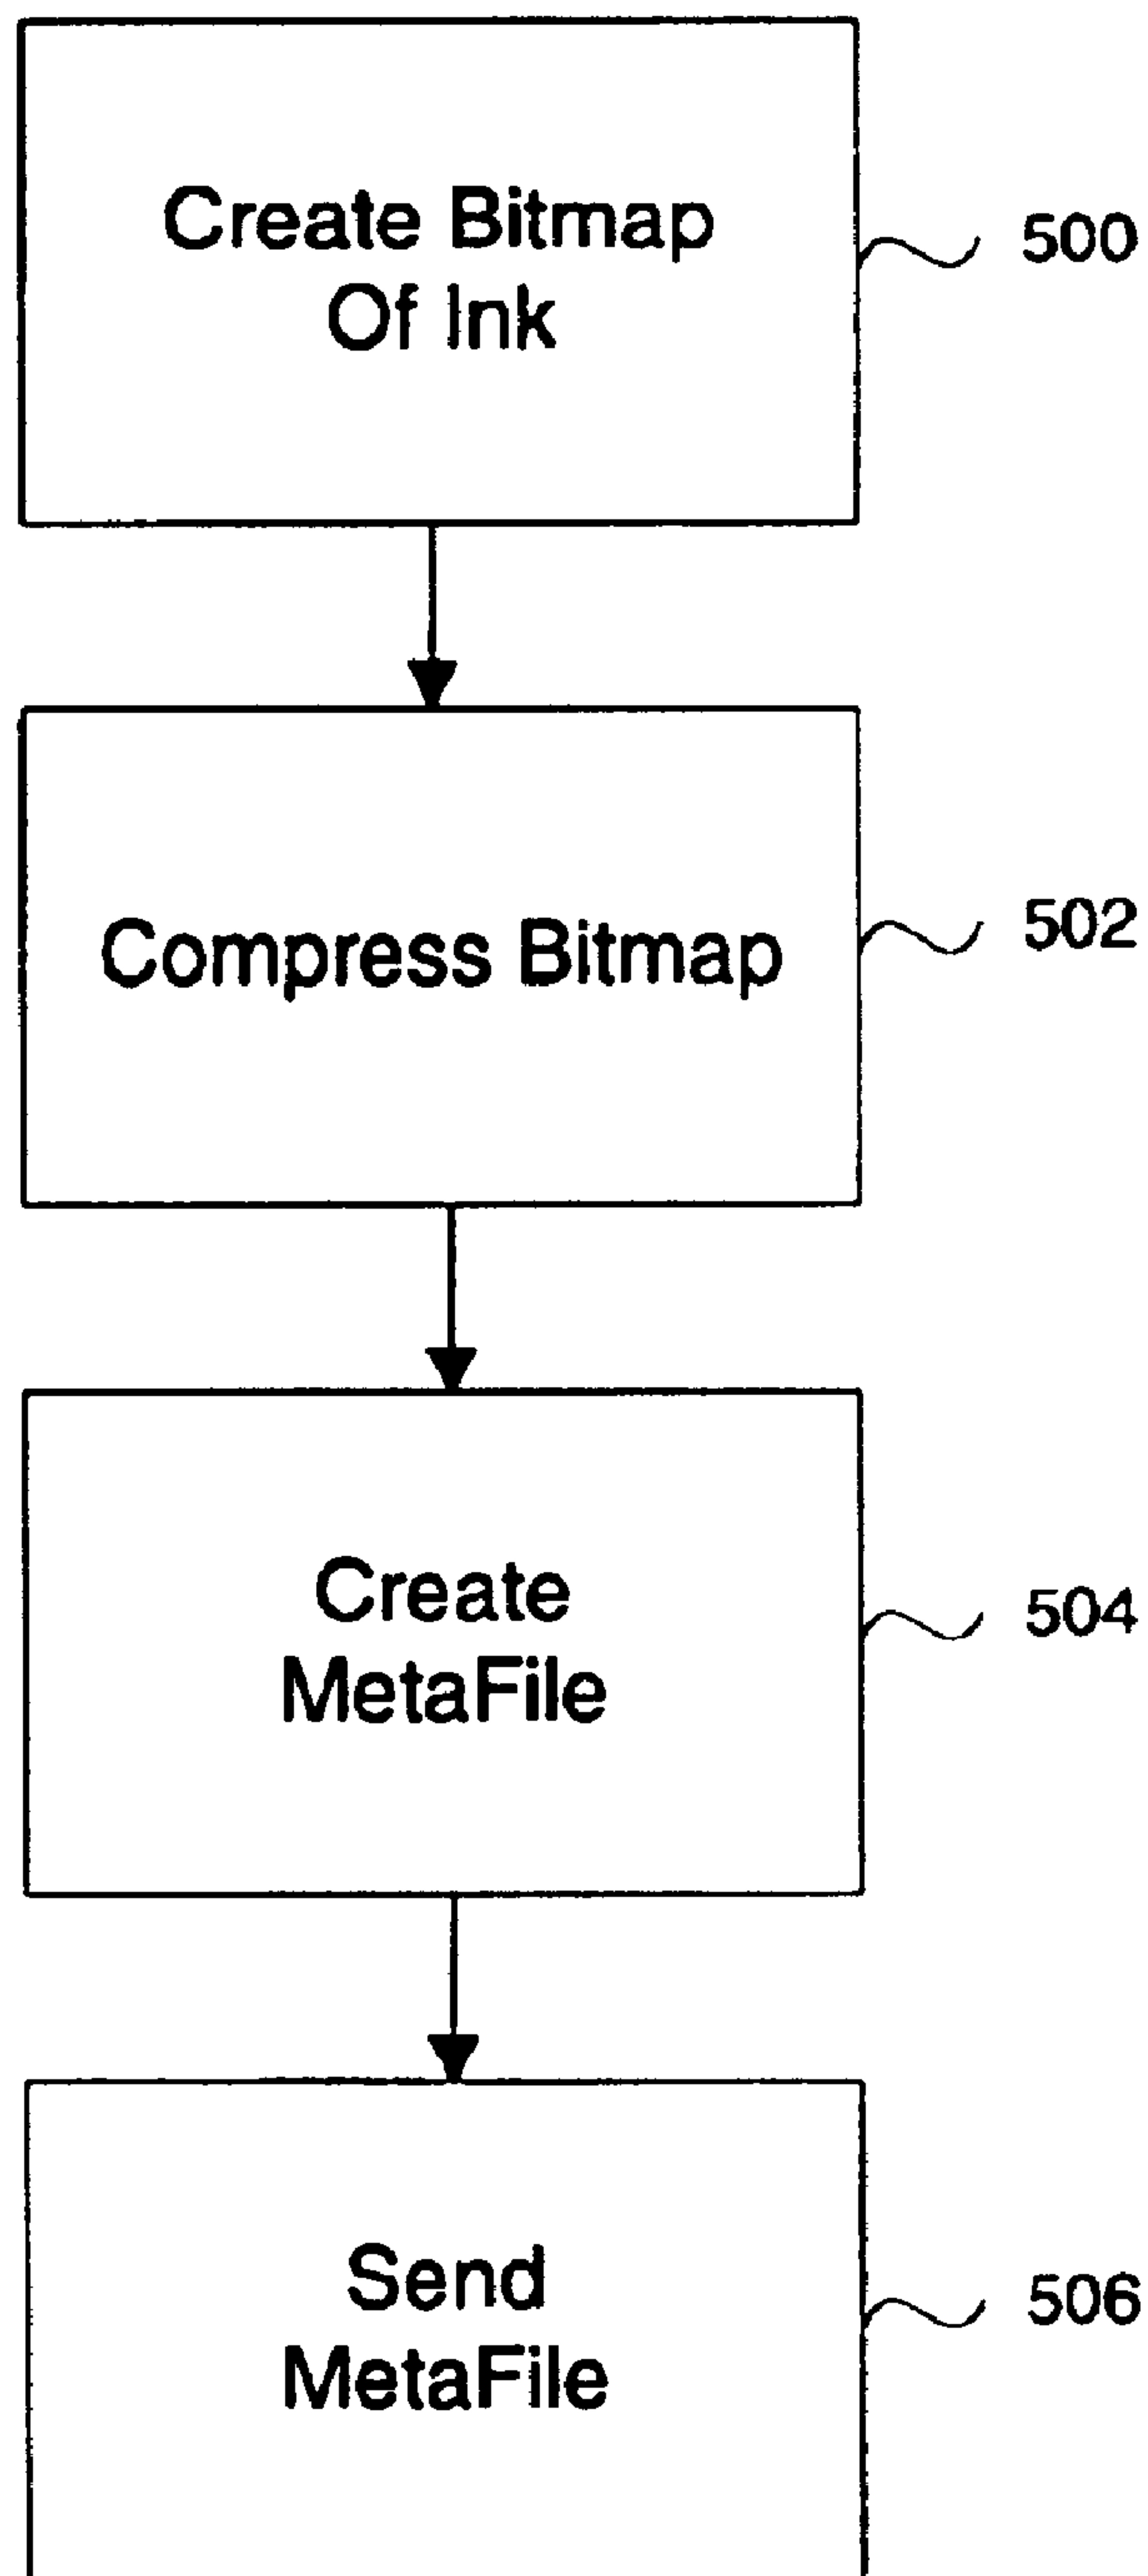 Create Bitmap
Of Ink
500
Compress Bitmap
502
Create
MetaFile
504
Send
MetaFile
506